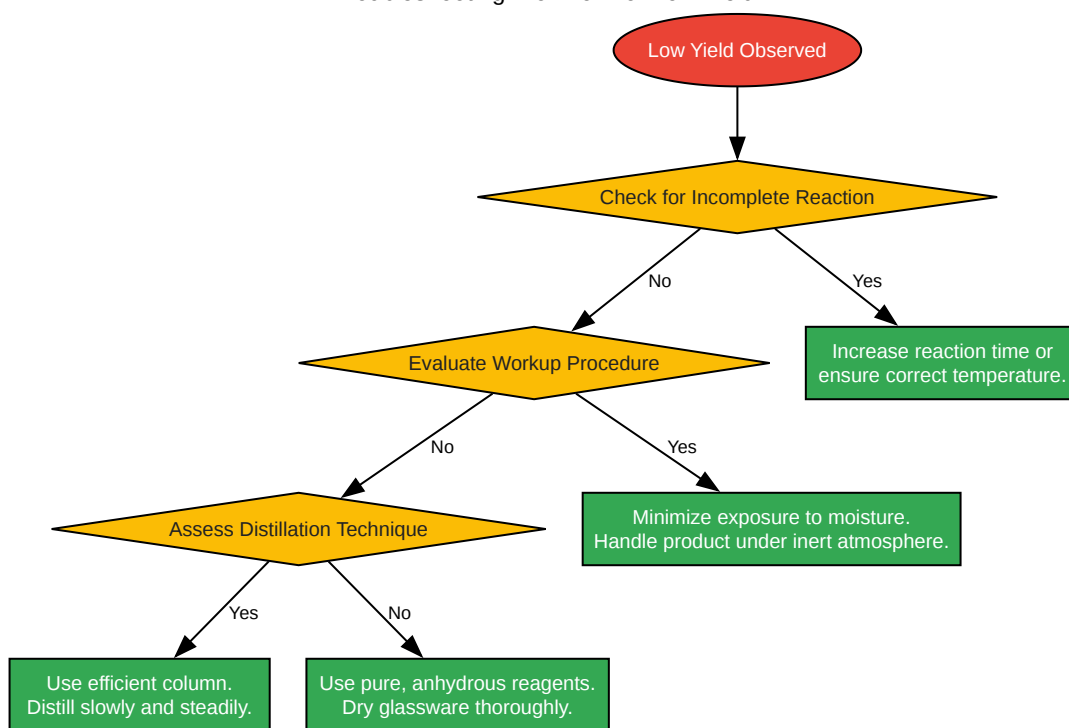 Low Yield Observed
Check for Incomplete Reaction
No
Yes
Increase reaction time or
ensure correct temperature.
Evaluate Workup Procedure
No
Yes
Minimize exposure to moisture.
Handle product under inert atmosphere.
Assess Distillation Technique
Yes
No
Use efficient column.
Distill slowly and steadily.
Use pure, anhydrous reagents.
Dry glassware thoroughly.